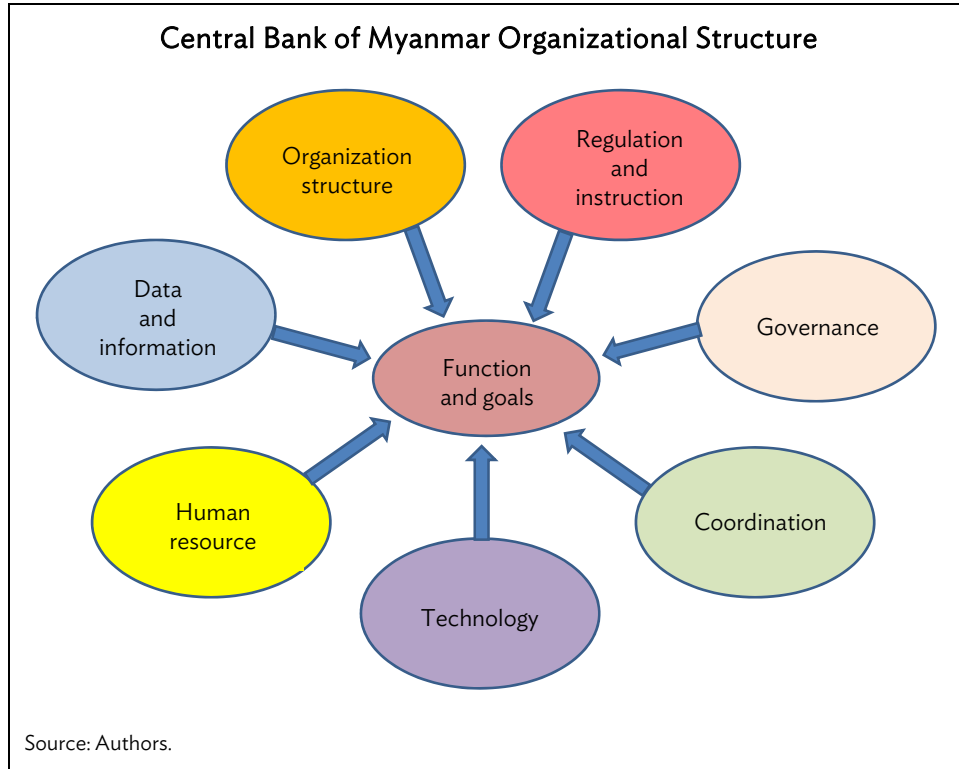 Central Bank of Myanmar Organizational Structure
Organization
structure
Regulation
and
instruction
Data
and
information
Governance
Function
and goals
Human
resource
Coordination
Technology
Source: Authors.